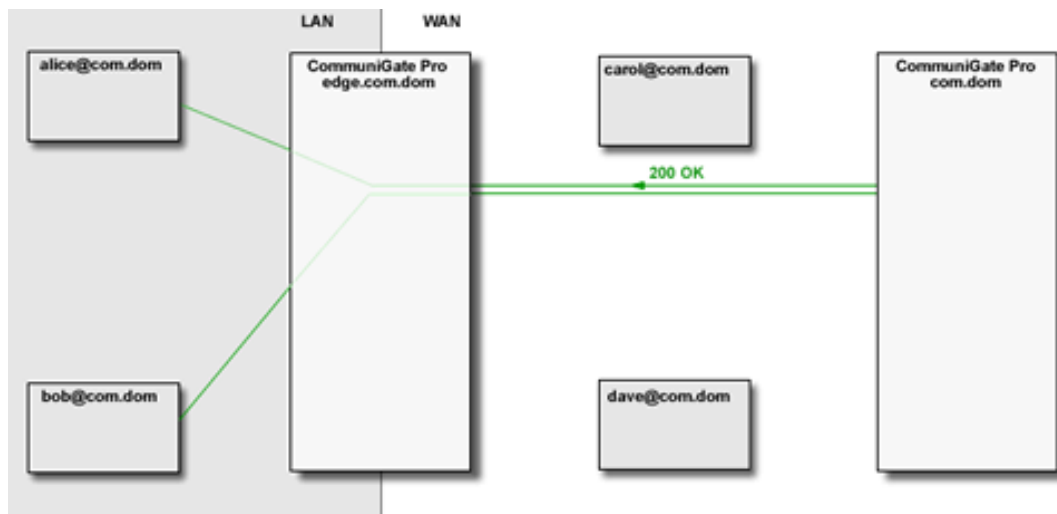 LAN
WAN
alice@com.dom
CommuniGate Pro
edge.com.dom
carol@com.dom
CommuniGate Pro
com.dom
200 OK
bob@com.dom
dave@com.dom